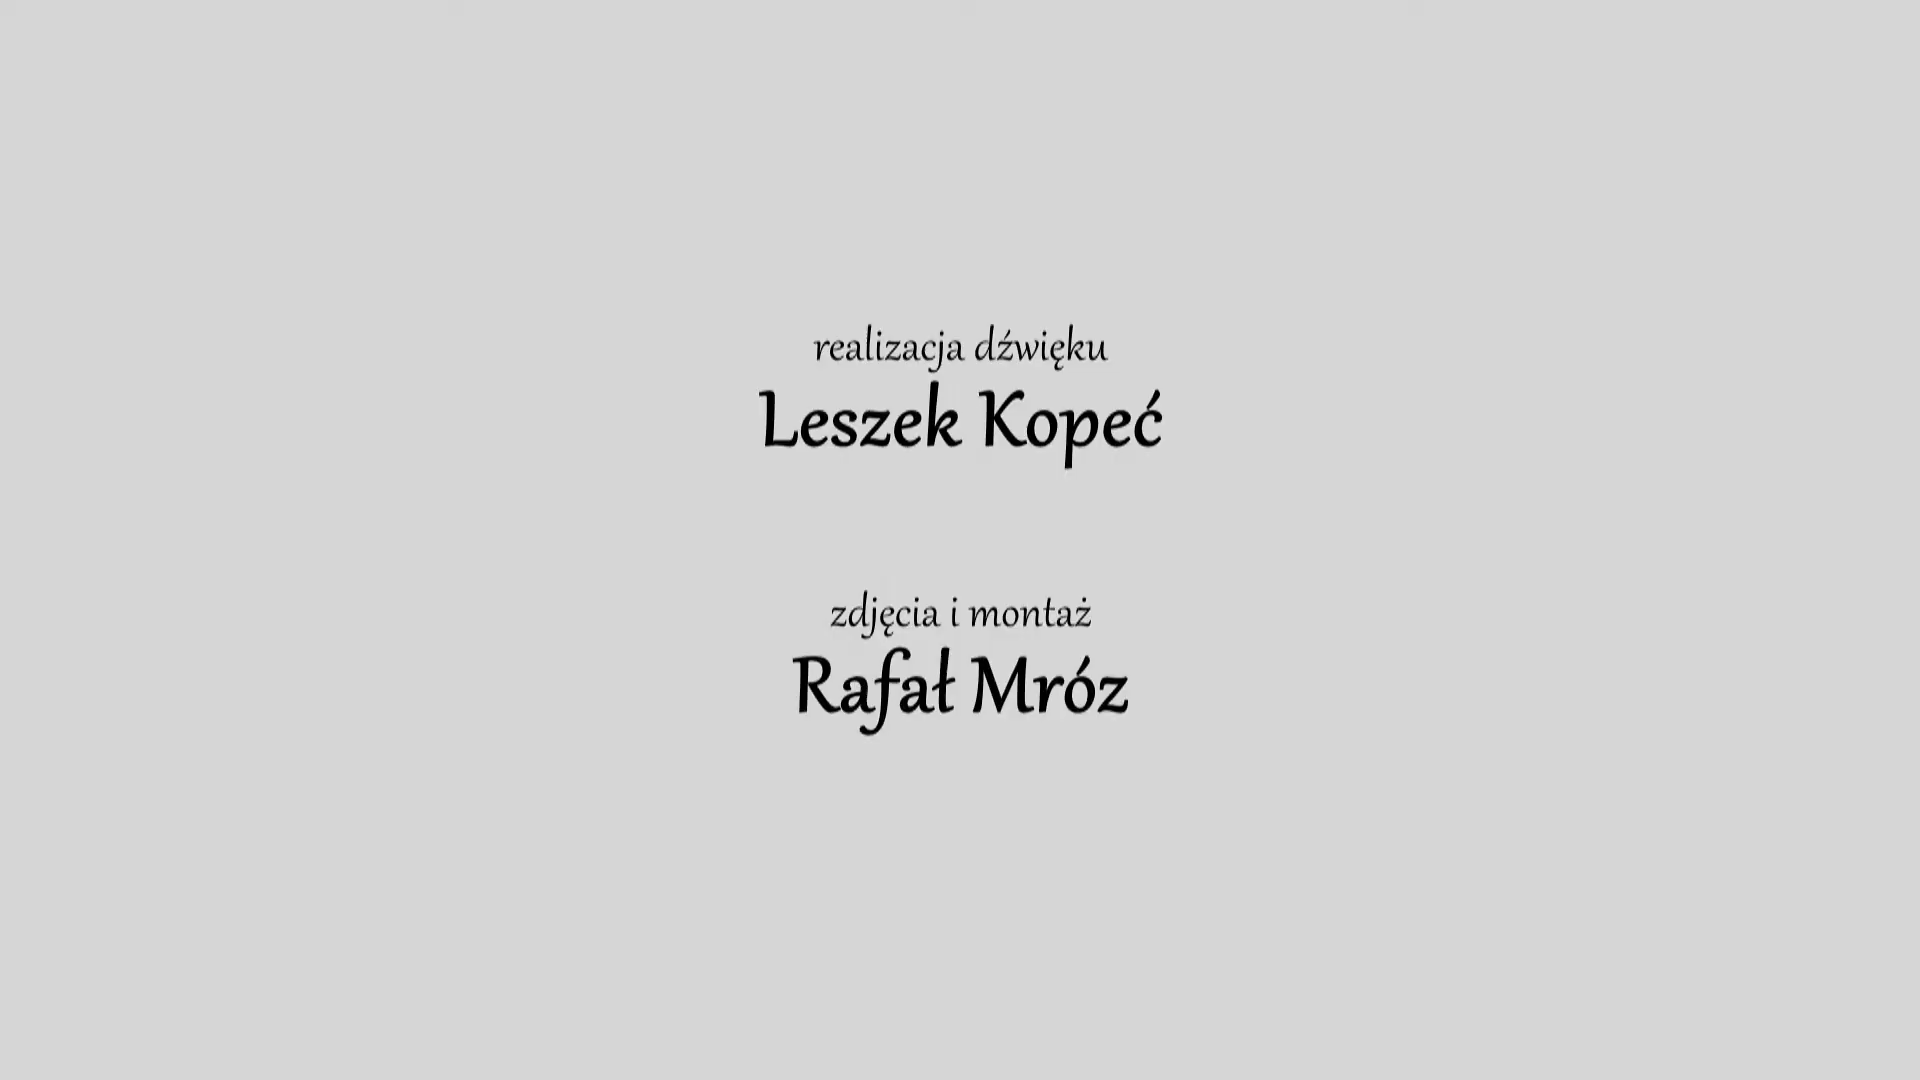 realizacja dźwięku
Leszek Kopeć
zdjęcia i montaż
Rafał Mróz